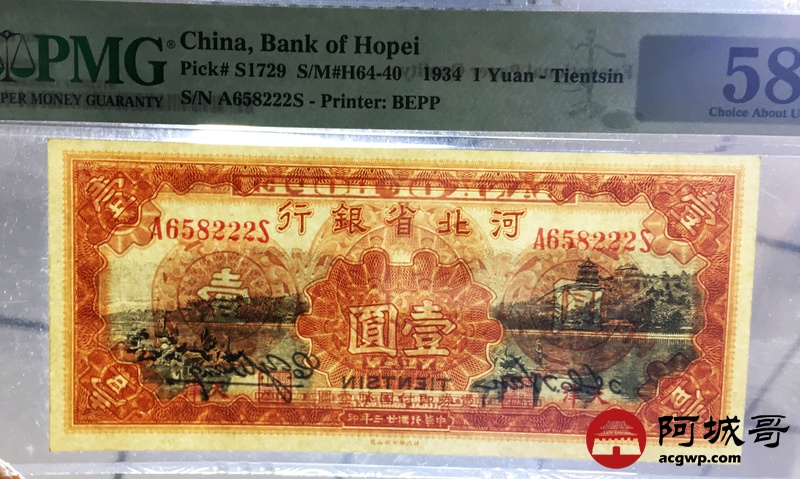 PMG® China, Bank of Hopei
Pick# S1729 S/M#H64-40 1934 1 Yuan - Tientsin
PER MONEY GUARANTY S/N A658222S - Printer: BEPP
58
Choice About U
行銀省北河
A658222S A658222S
壹
圓壹
TIENTSIN
阿城哥
acgwp.com